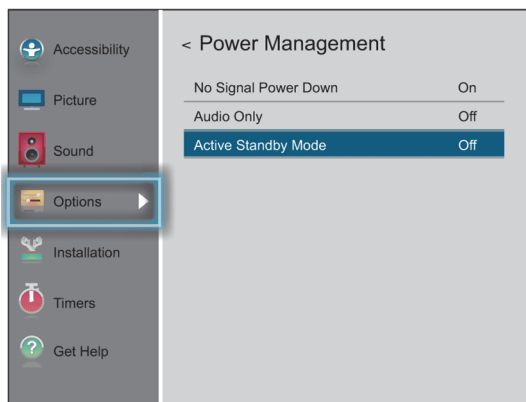 Accessibility
Picture
Sound
Options
Installation
Timers
Get Help
< Power Management
No Signal Power Down On
Audio Only Off
Active Standby Mode Off